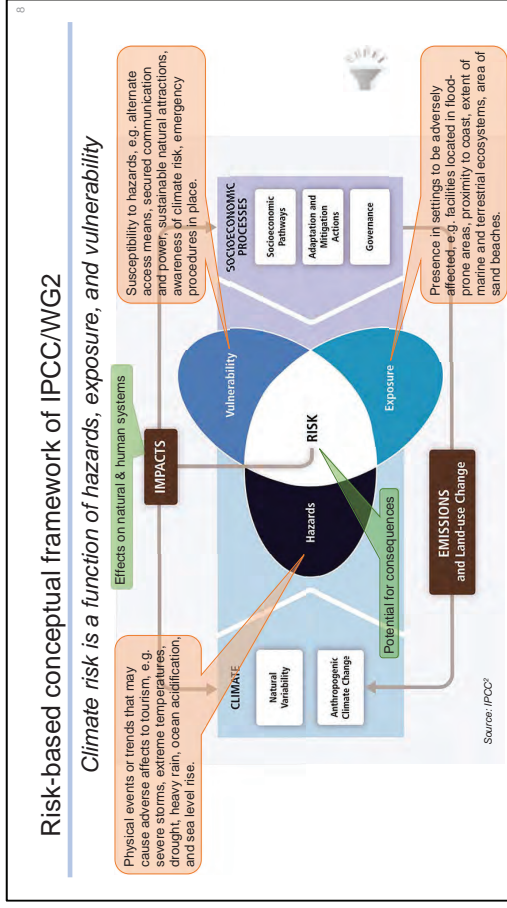 8
Risk-based conceptual framework of IPCC/WG2
Climate risk is a function of hazards, exposure, and vulnerability
Physical events or trends that may
cause adverse affects to tourism, e.g.
severe storms, extreme temperatures,
drought, heavy rain, ocean acidification,
and sea level rise.
Effects on natural & human systems
Susceptibility to hazards, e.g. alternate
access means, secured communication
and power, sustainable natural attractions,
awareness of climate risk, emergency
procedures in place.
IMPACTS
CLIMATE
Natural
Variability
Anthropogenic
Climate Change
Vulnerability
Hazards
RISK
Exposure
SOCIOECONOMIC
PROCESSES
Socioeconomic
Pathways
Adaptation and
Mitigation
Actions
Governance
Potential for consequences
EMISSIONS
and Land-use Change
Presence in settings to be adversely
affected, e.g. facilities located in flood-
prone areas, proximity to coast, extent of
marine and terrestrial ecosystems, area of
sand beaches.
Source: IPCC²